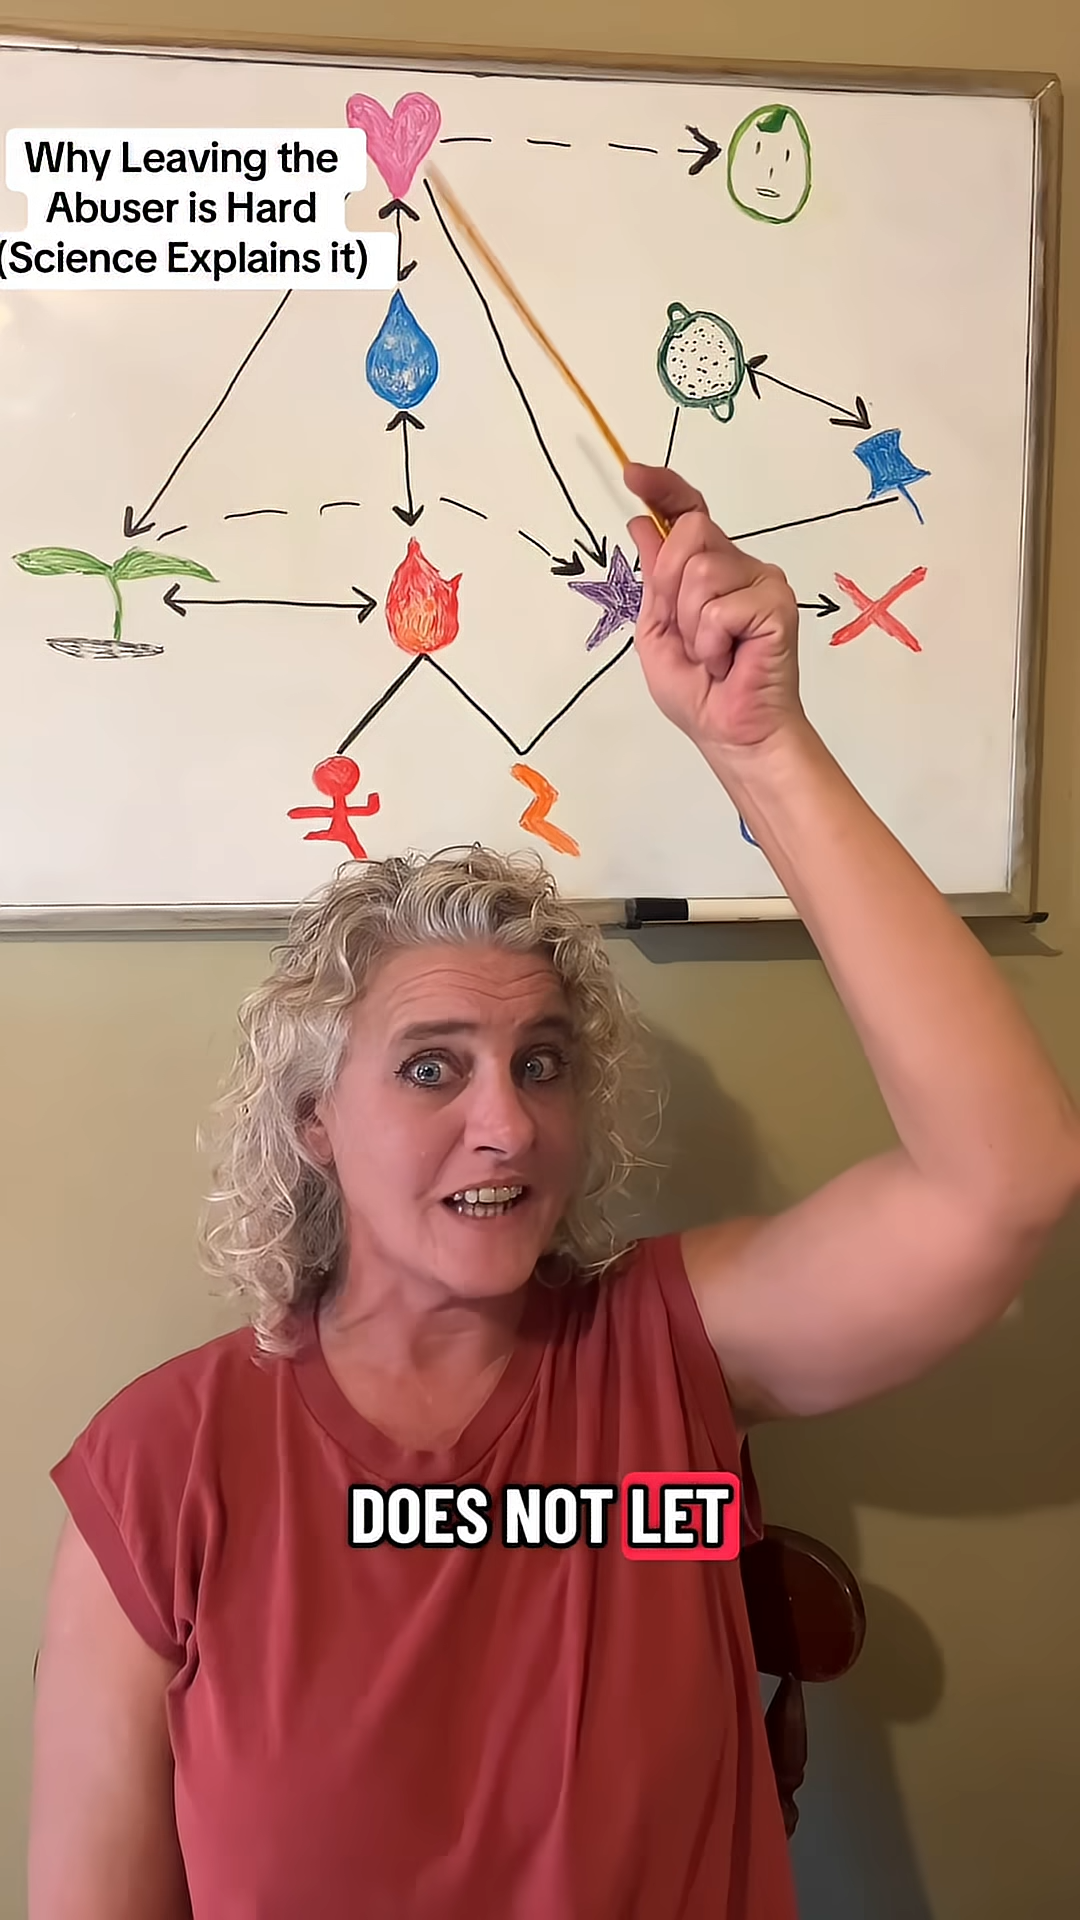 Why Leaving the
Abuser is Hard
(Science Explains it)
DOES NOT LET